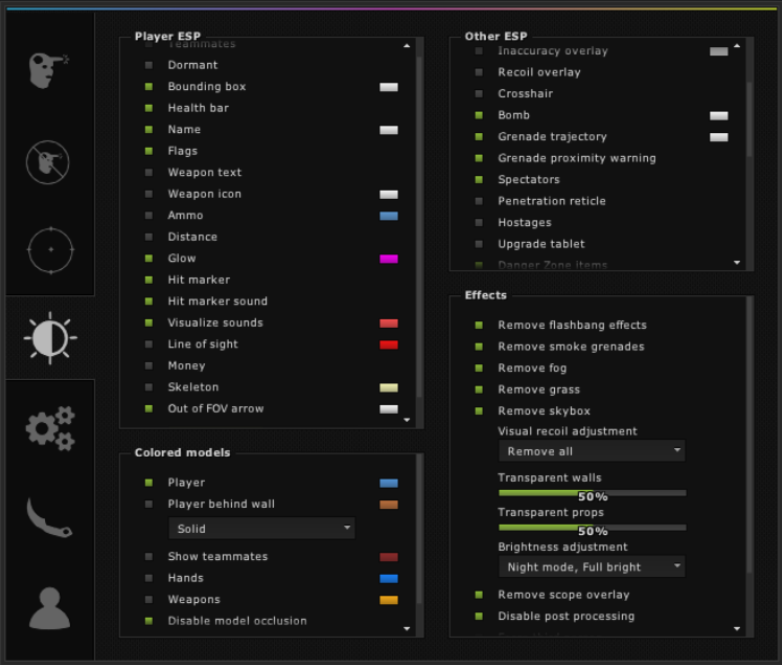 Player ESP
Teammates
Dormant
Bounding box
Health bar
Name
Flags
Weapon text
Weapon icon
Ammo
Distance
Glow
Hit marker
Hit marker sound
Visualize sounds
Line of sight
Money
Skeleton
Out of FOV arrow
Colored models
Player
Player behind wall
Solid
Show teammates
Hands
Weapons
Disable model occlusion
Other ESP
Inaccuracy overlay
Recoil overlay
Crosshair
Bomb
Grenade trajectory
Grenade proximity warning
Spectators
Penetration reticle
Hostages
Upgrade tablet
Danger Zone items
Effects
Remove flashbang effects
Remove smoke grenades
Remove fog
Remove grass
Remove skybox
Visual recoil adjustment
Remove all
Transparent walls
50%
Transparent props
50%
Brightness adjustment
Night mode, Full bright
Remove scope overlay
Disable post processing